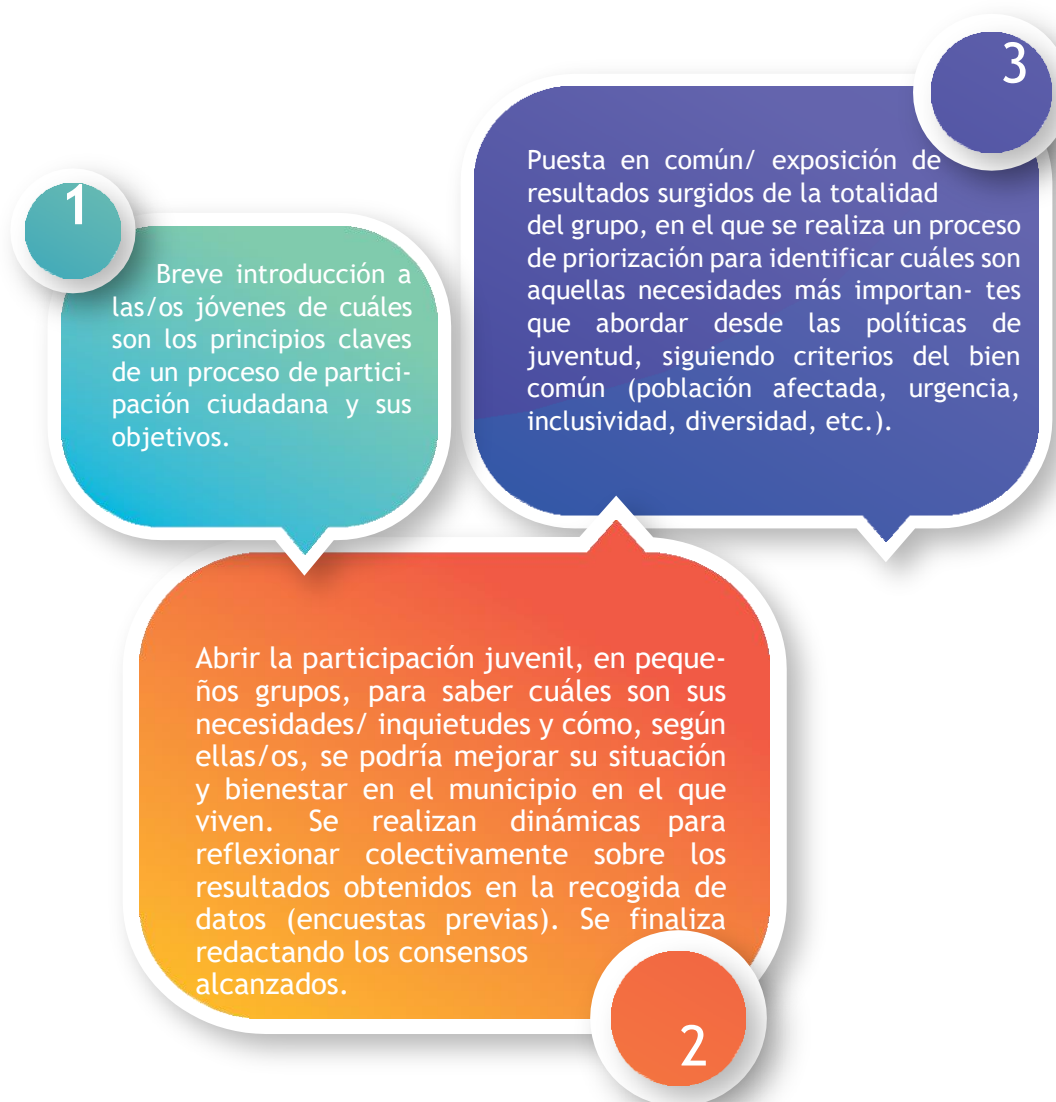 1
Breve introducción a
las/os jóvenes de cuáles
son los principios claves
de un proceso de partici-
pación ciudadana y sus
objetivos.
2
Abrir la participación juvenil, en peque-
ños grupos, para saber cuáles son sus
necesidades/ inquietudes y cómo, según
ellas/os, se podría mejorar su situación
y bienestar en el municipio en el que
viven. Se realizan dinámicas para
reflexionar colectivamente sobre los
resultados obtenidos en la recogida de
datos (encuestas previas). Se finaliza
redactando los consensos
alcanzados.
3
Puesta en común/ exposición de
resultados surgidos de la totalidad
del grupo, en el que se realiza un proceso
de priorización para identificar cuáles son
aquellas necesidades más importan- tes
que abordar desde las políticas de
juventud, siguiendo criterios del bien
común (población afectada, urgencia,
inclusividad, diversidad, etc.).